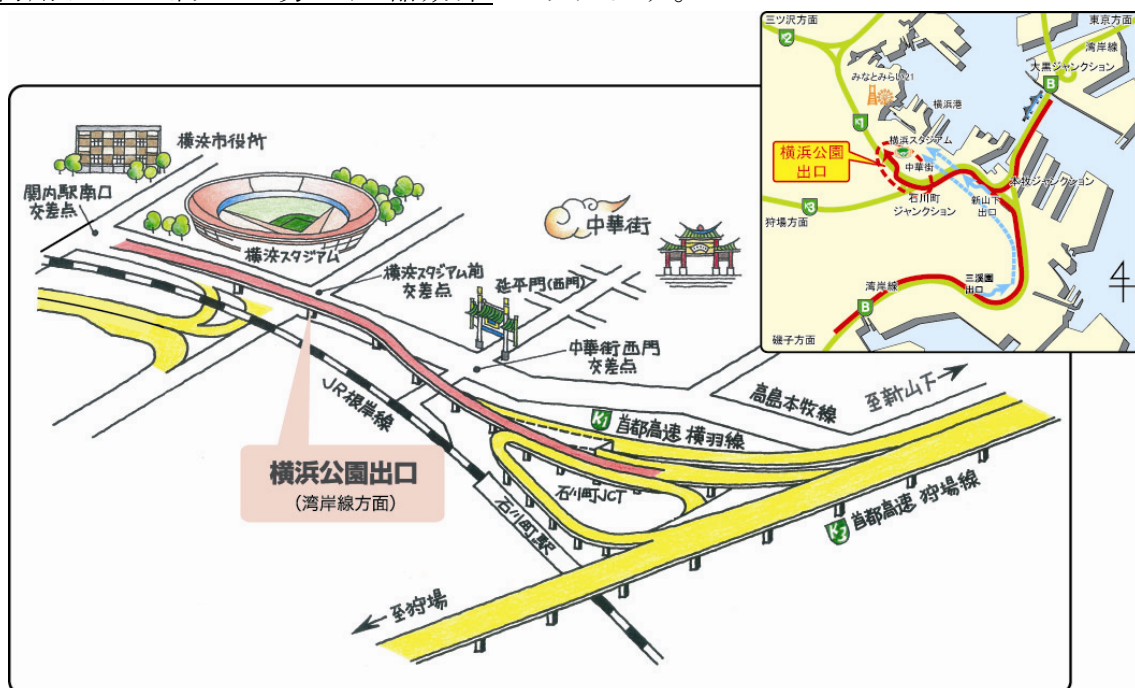 三ツ沢方面
東京方面
湾岸線
K2
大黒ジャンクション
B
みなとみらい21
横浜港
K1
横浜スタジアム
横浜公園
出口
中華街
本牧ジャンクション
石川町
ジャンクション
新山下
出口
K3
狩場方面
三渓園
出口
湾岸線
B
磯子方面
横浜市役所
関内駅南口
交差点
横浜スタジアム
中華街
横浜スタジアム前
交差点
延平門(西門)
中華街西門
交差点
JR根岸線
高島本牧線
至新山下
K1 首都高速 横羽線
横浜公園出口
(湾岸線方面)
石川町JCT
石川町駅
K3 首都高速 狩場線
至狩場